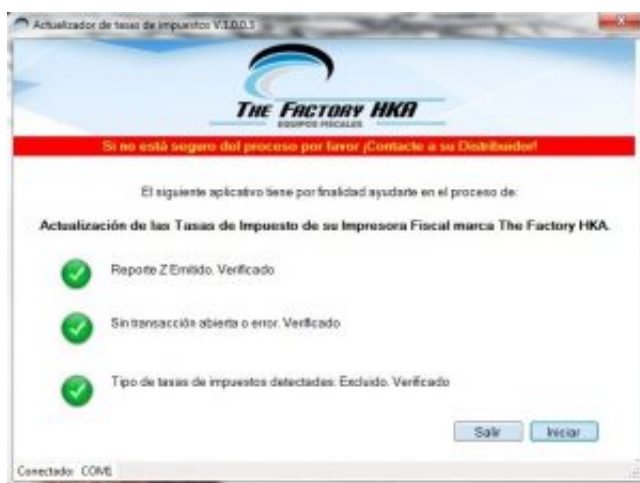 Actualizador de tasas de impuestos V.1.0.0.1
THE FACTORY HKA
EQUIPOS FISCALES
Si no está seguro del proceso por favor ¡Contacte a su Distribuidor!
El siguiente aplicativo tiene por finalidad ayudarte en el proceso de:
Actualización de las Tasas de Impuesto de su Impresora Fiscal marca The Factory HKA.
Reporte Z Emitido. Verificado
Sin transacción abierta o error. Verificado
Tipo de tasas de impuestos detectadas: Excluido. Verificado
Salir
Iniciar
Conectado: